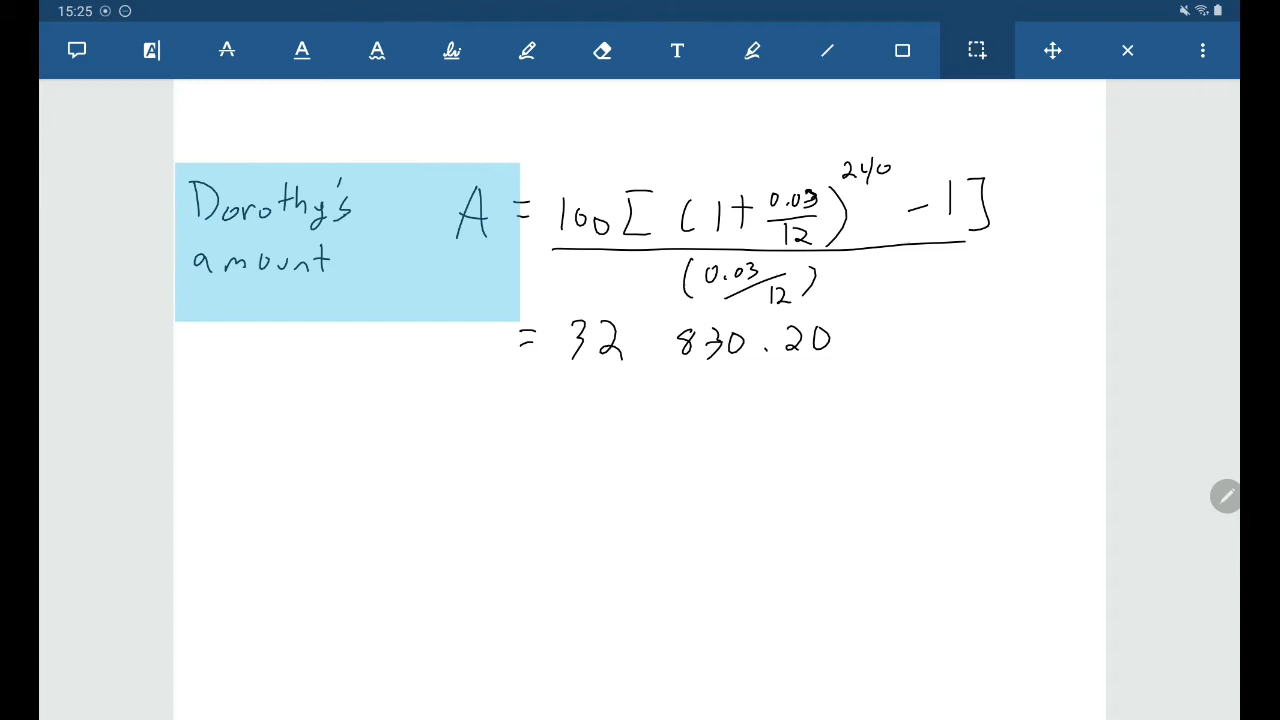 15:25
A A A A T
Dorothy's A = 100 [ (1 + 0.03/12)^240 - 1 ]
amount (0.03/12)
= 32 830.20